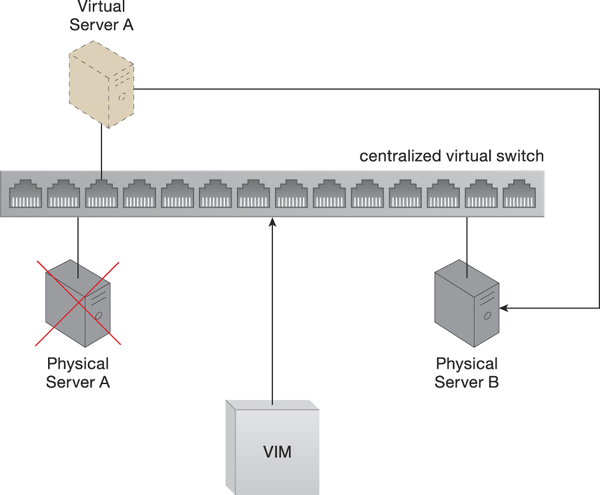 Virtual
Server A
centralized virtual switch
Physical
Server A
Physical
Server B
VIM